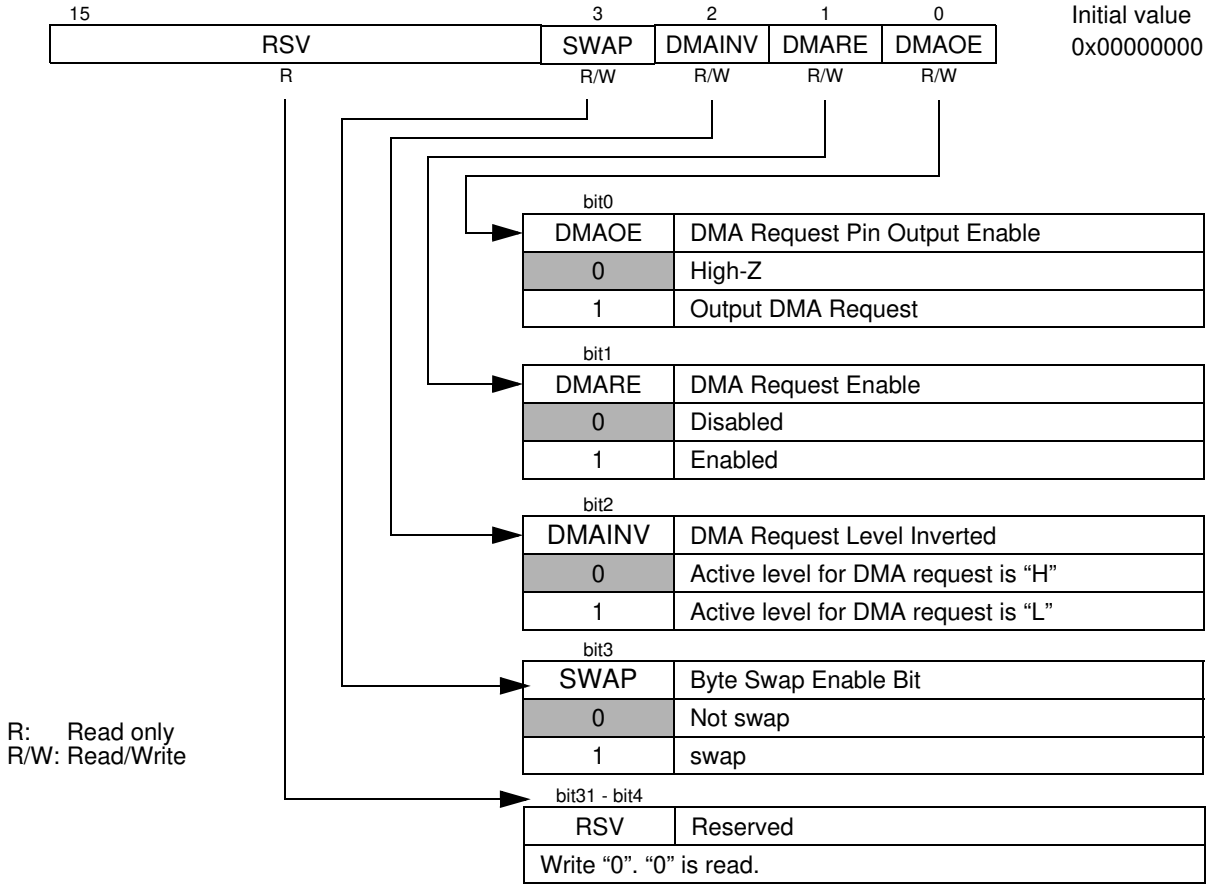 15 3 2 1 0 Initial value
RSV SWAP DMAINV DMARE DMAOE 0x00000000
R R/W R/W R/W R/W
bit0
DMAOE DMA Request Pin Output Enable
0 High-Z
1 Output DMA Request
bit1
DMARE DMA Request Enable
0 Disabled
1 Enabled
bit2
DMAINV DMA Request Level Inverted
0 Active level for DMA request is “H”
1 Active level for DMA request is “L”
bit3
SWAP Byte Swap Enable Bit
0 Not swap
1 swap
R: Read only
R/W: Read/Write
bit31 - bit4
RSV Reserved
Write “0”. “0” is read.